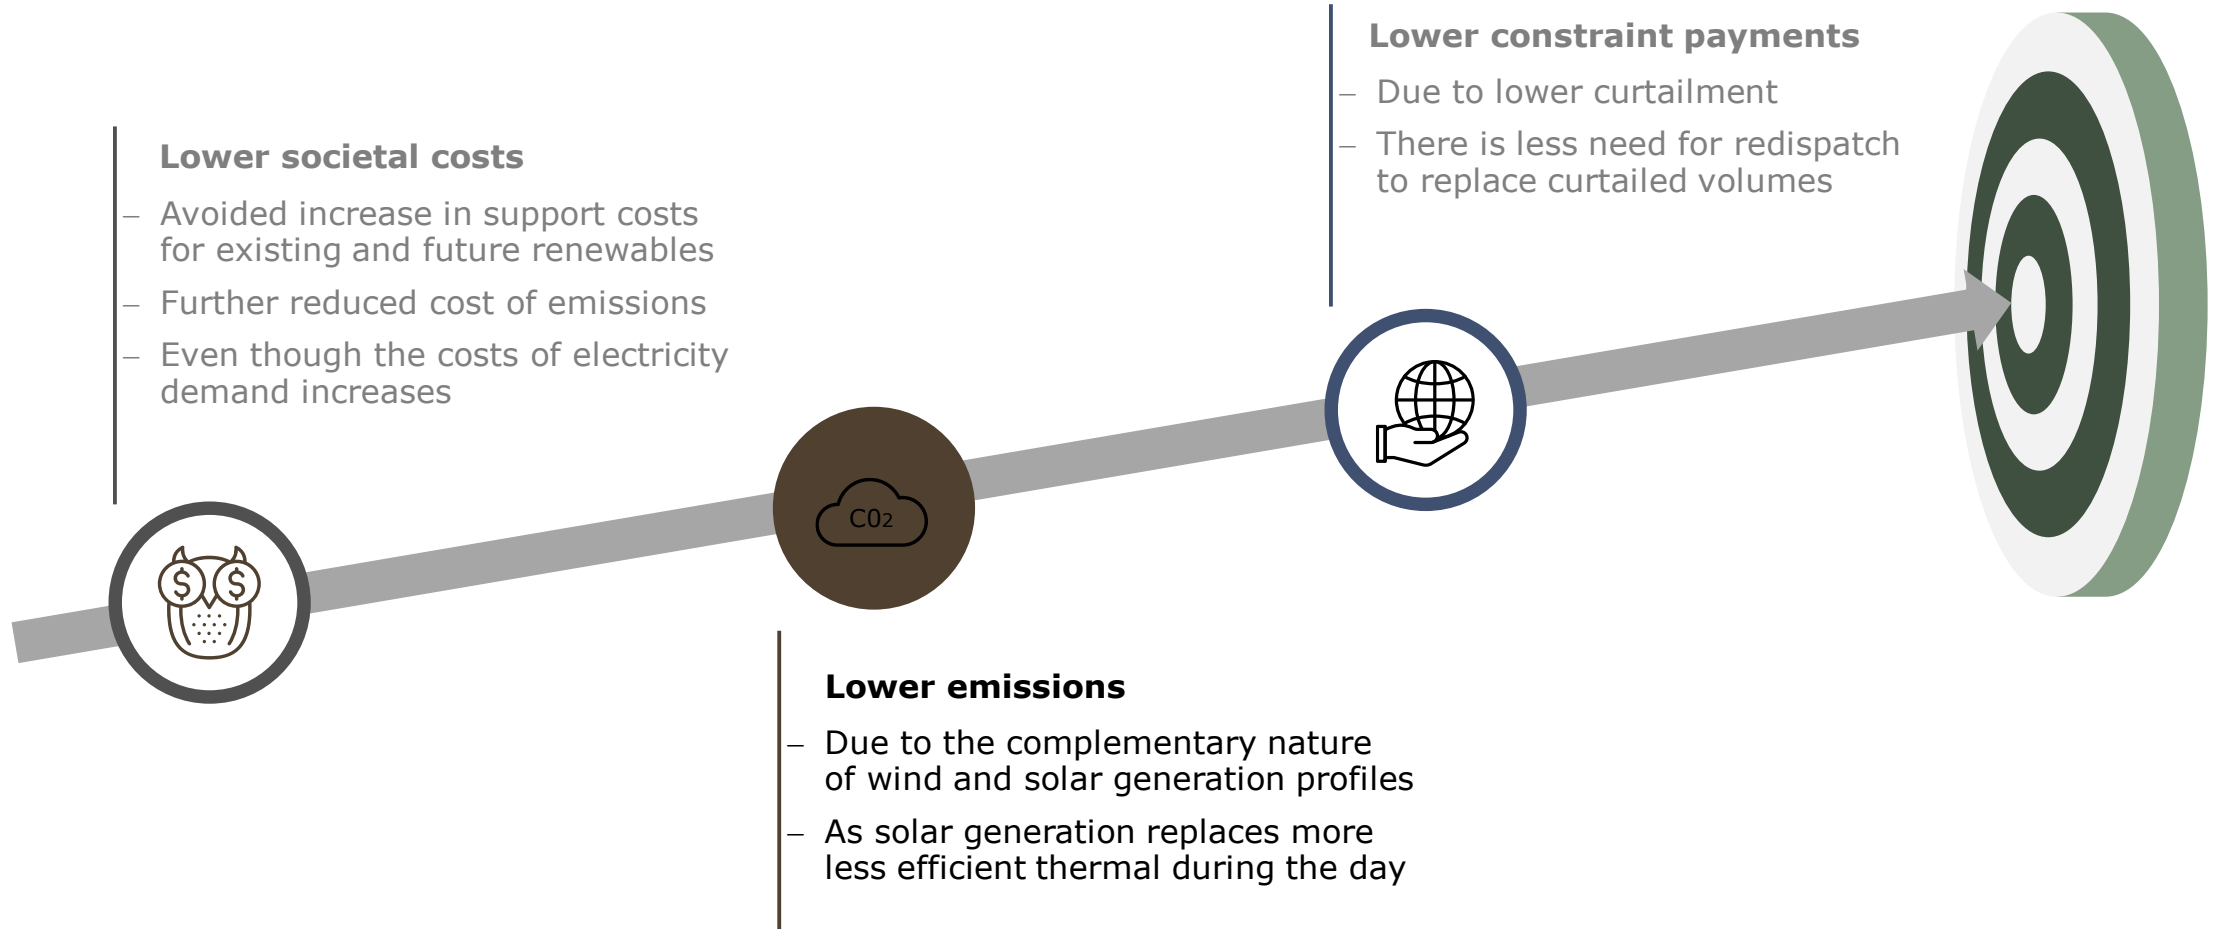 Lower societal costs
– Avoided increase in support costs
for existing and future renewables
– Further reduced cost of emissions
– Even though the costs of electricity
demand increases
$ $
C02
Lower emissions
– Due to the complementary nature
of wind and solar generation profiles
– As solar generation replaces more
less efficient thermal during the day
Lower constraint payments
– Due to lower curtailment
– There is less need for redispatch
to replace curtailed volumes